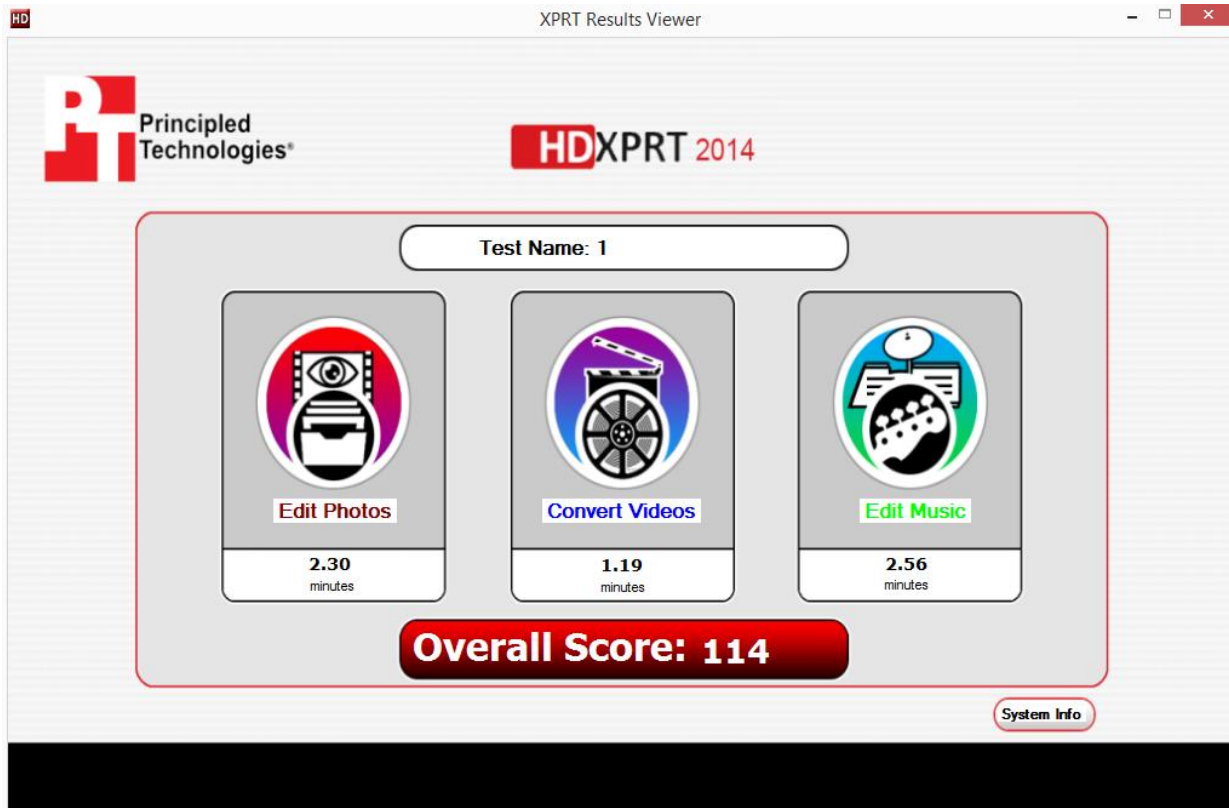 HD
XPRT Results Viewer
PT
Principled
Technologies®
HDXPRT 2014
Test Name: 1
Edit Photos
Convert Videos
Edit Music
2.30
minutes
1.19
minutes
2.56
minutes
Overall Score: 114
System Info